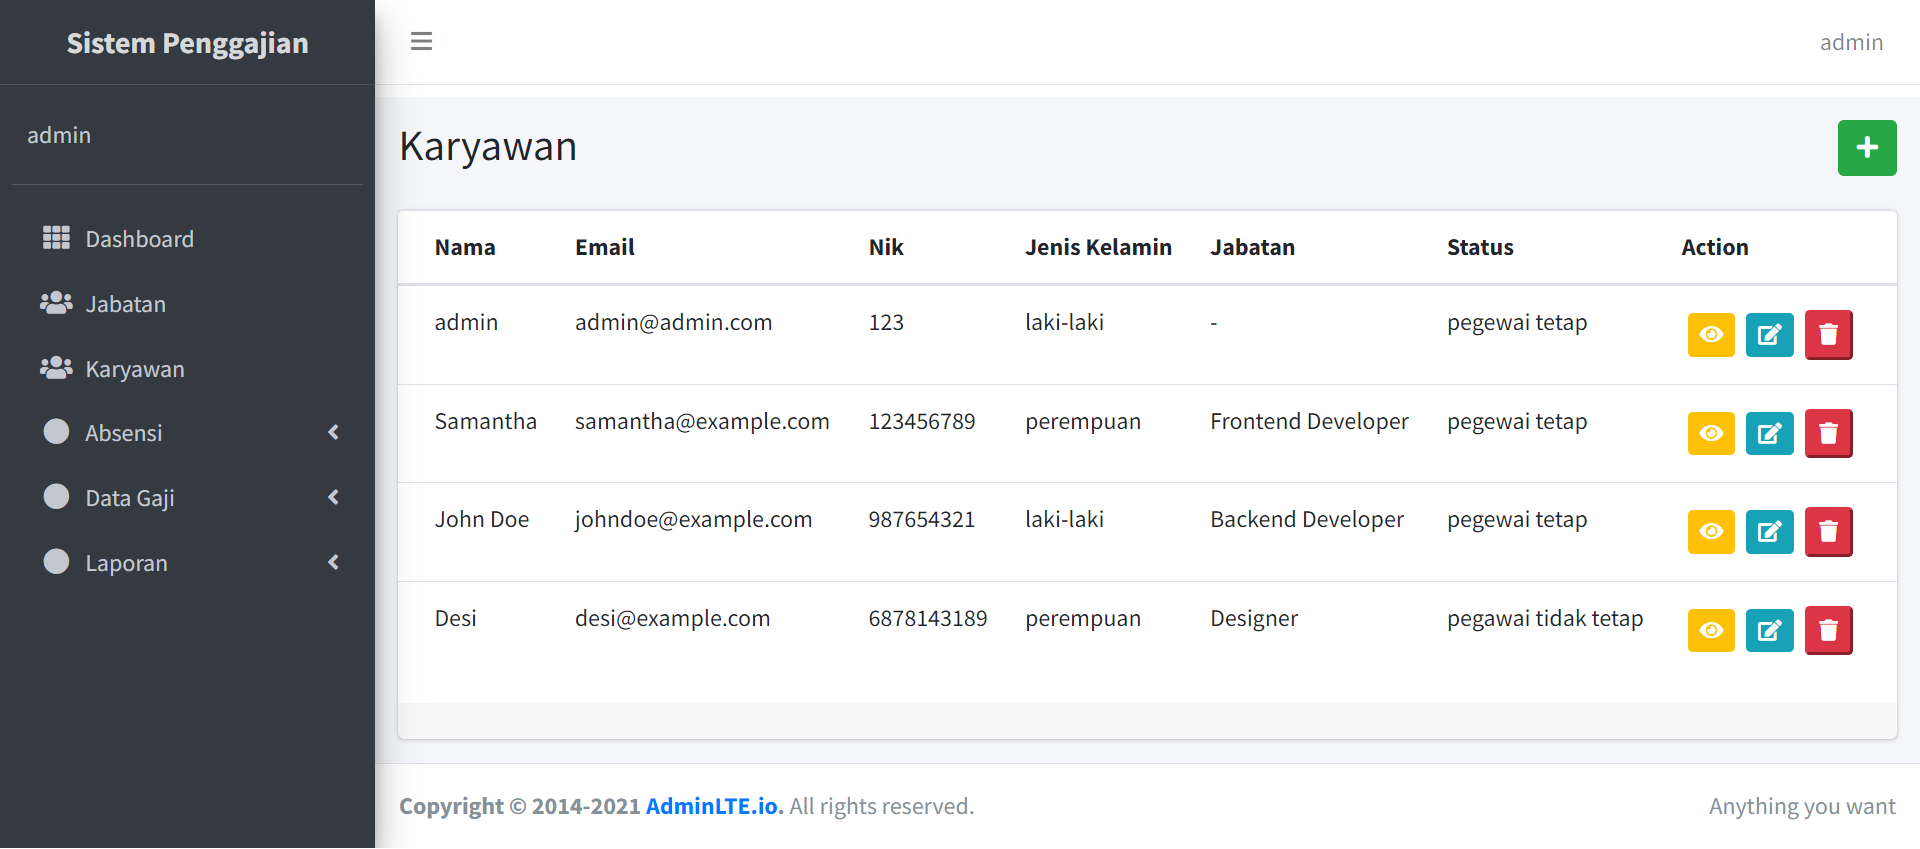 Sistem Penggajian
admin
admin
Dashboard
Jabatan
Karyawan
Absensi
Data Gaji
Laporan
Karyawan
Nama Email Nik Jenis Kelamin Jabatan Status Action
admin admin@admin.com 123 laki-laki - pegewai tetap
Samantha samantha@example.com 123456789 perempuan Frontend Developer pegewai tetap
John Doe johndoe@example.com 987654321 laki-laki Backend Developer pegewai tetap
Desi desi@example.com 6878143189 perempuan Designer pegawai tidak tetap
Copyright © 2014-2021 AdminLTE.io. All rights reserved. Anything you want